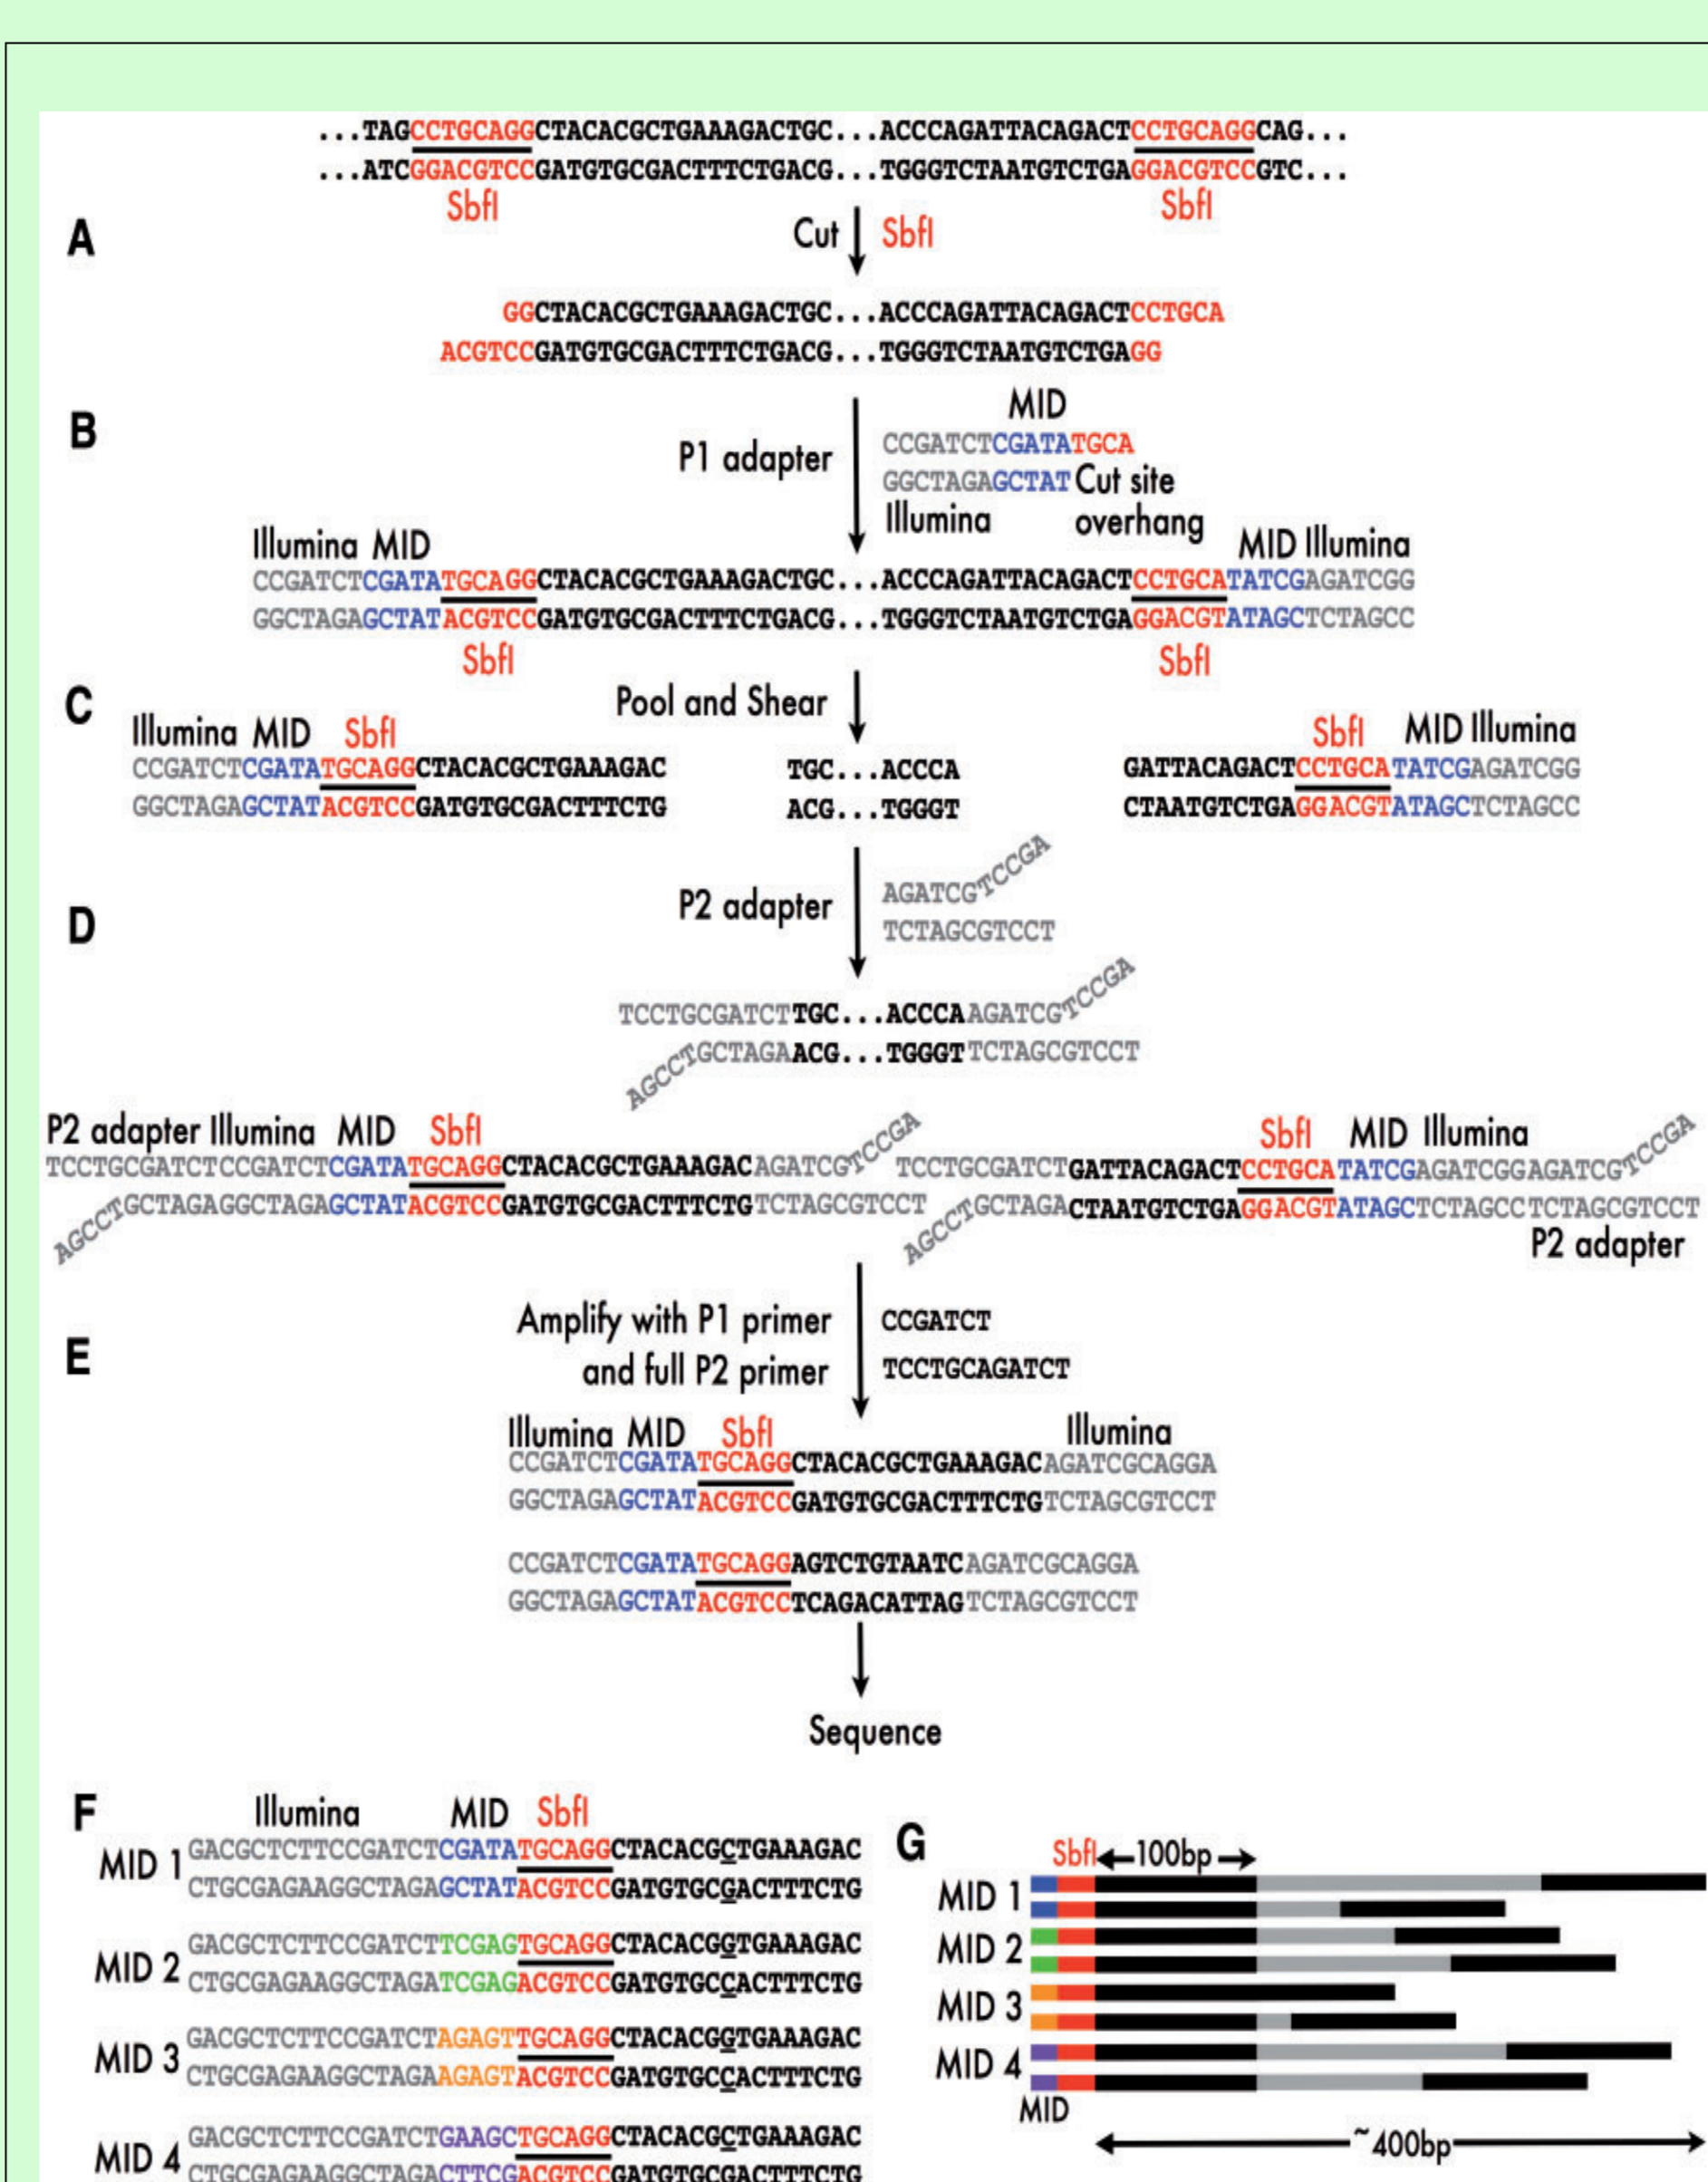 ...TAGCCTGCAGGCTACACGCTGAAAGACTGC...ACCCAGATTACAGACTCCTGCAGGCAG...
...ATCGGACGTCCGATGTGCGACTTTCTGACG...TGGGTCTAATGTCTGAGGACGTCCGTC...
SbfI SbfI
A
Cut SbfI
GGCTACACGCTGAAAGACTGC...ACCCAGATTACAGACTCCTGCA
ACGTCCGATGTGCGACTTTCTGACG...TGGGTCTAATGTCTGAGG
B
MID
P1 adapter
CCGATCTCGATATGCA
GGCTAGAGCTAT Cut site
Illumina overhang
Illumina MID MID Illumina
CCGATCTCGATATGCAGGCTACACGCTGAAAGACTGC...ACCCAGATTACAGACTCCTGCATATCGAGATCGG
GGCTAGAGCTATACGTCCGATGTGCGACTTTCTGACG...TGGGTCTAATGTCTGAGGACGTATAGCTCTAGCC
SbfI SbfI
C
Pool and Shear
Illumina MID SbfI SbfI MID Illumina
CCGATCTCGATATGCAGGCTACACGCTGAAAGAC TGC...ACCCA GATTACAGACTCCTGCATATCGAGATCGG
GGCTAGAGCTATACGTCCGATGTGCGACTTTCTG ACG...TGGGT CTAATGTCTGAGGACGTATAGCTCTAGCC
D
P2 adapter
AGATCGTCCGA
TCTAGCGTCCT
TCCTGCGATCTTGC...ACCCAAGATCGTCCGA
AGCCTGCTAGAACG...TGGGTTCTAGCGTCCT
P2 adapter Illumina MID SbfI SbfI MID Illumina
TCCTGCGATCTCCGATCTCGATATGCAGGCTACACGCTGAAAGACAGATCGTCCGA TCCTGCGATCTGATTACAGACTCCTGCATATCGAGATCGGAGATCGTCCGA
AGCCTGCTAGAGGCTAGAGCTATACGTCCGATGTGCGACTTTCTGTCTAGCGTCCT AGCCTGCTAGACTAATGTCTGAGGACGTATAGCTCTAGCCTCTAGCGTCCT
P2 adapter
E
Amplify with P1 primer CCGATCT
and full P2 primer TCCTGCAGATCT
Illumina MID SbfI Illumina
CCGATCTCGATATGCAGGCTACACGCTGAAAGACAGATCGCAGGA
GGCTAGAGCTATACGTCCGATGTGCGACTTTCTGTCTAGCGTCCT
CCGATCTCGATATGCAGGAGTCTGTAATCAGATCGCAGGA
GGCTAGAGCTATACGTCCTCAGACATTAGTCTAGCGTCCT
Sequence
F
Illumina MID SbfI
MID 1
GACGCTCTTCCGATCTCGATATGCAGGCTACACGCTGAAAGAC
CTGCGAGAAGGCTAGAGCTATACGTCCGATGTGCGACTTTCTG
MID 2
GACGCTCTTCCGATCTTCGAGTGCAGGCTACACGGTGAAAGAC
CTGCGAGAAGGCTAGATCGAGACGTCCGATGTGCCACTTTCTG
MID 3
GACGCTCTTCCGATCTAGAGTTGCAGGCTACACGGTGAAAGAC
CTGCGAGAAGGCTAGAAGAGTACGTCCGATGTGCCACTTTCTG
MID 4
GACGCTCTTCCGATCTGAAGCTGCAGGCTACACGCTGAAAGAC
CTGCGAGAAGGCTAGACTTCGACGTCCGATGTGCGACTTTCTG
G
SbfI 100bp
MID 1
MID 2
MID 3
MID 4
MID
~400bp